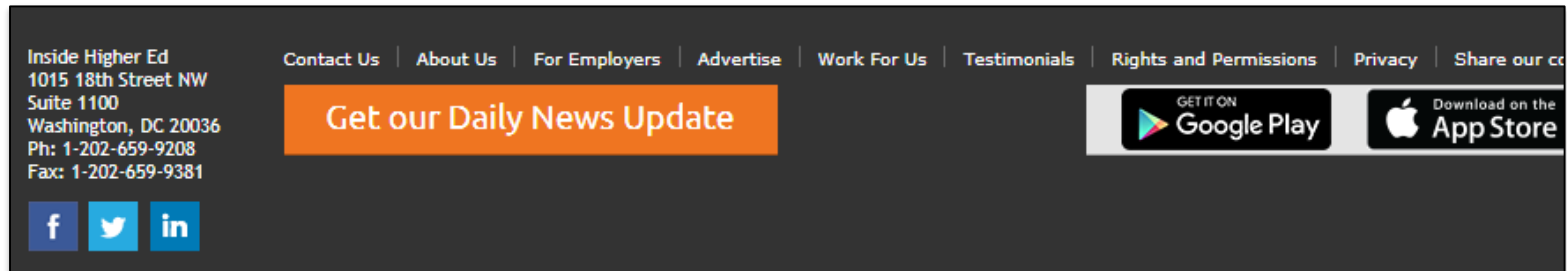 Inside Higher Ed
1015 18th Street NW
Suite 1100
Washington, DC 20036
Ph: 1-202-659-9208
Fax: 1-202-659-9381
f in
Contact Us | About Us | For Employers | Advertise | Work For Us | Testimonials | Rights and Permissions | Privacy | Share our
Get our Daily News Update
GET IT ON
Google Play
Download on the
App Store